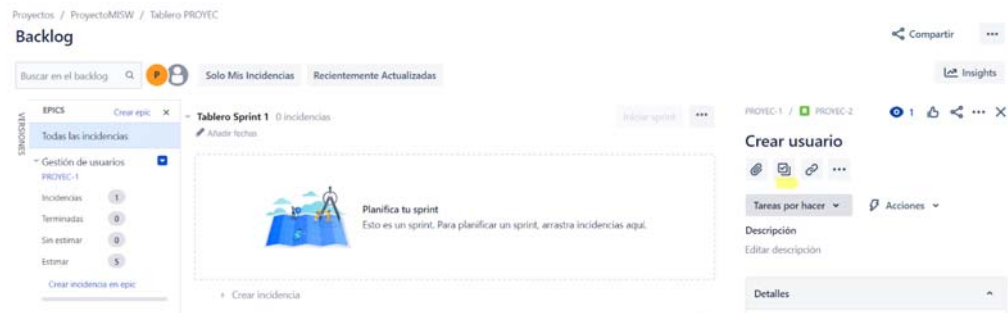 Proyectos / ProyectoMISW / Tablero PROYEC
Backlog
Compartir
Buscar en el backlog
P
Solo Mis Incidencias
Recientemente Actualizadas
Insights
VERSIONES
EPICS
Crear epic
Todas las incidencias
Gestión de usuarios
PROYEC-1
Incidencias 1
Terminadas 0
Sin estimar 0
Estimar 5
Crear incidencia en epic
Tablero Sprint 1 0 incidencias
Iniciar sprint
Añade fechas
Planifica tu sprint
Esto es un sprint. Para planificar un sprint, arrastra incidencias aquí.
Crear incidencia
PROYEC-1 / PROYEC-2
1
Crear usuario
Tareas por hacer
Acciones
Descripción
Editar descripción
Detalles